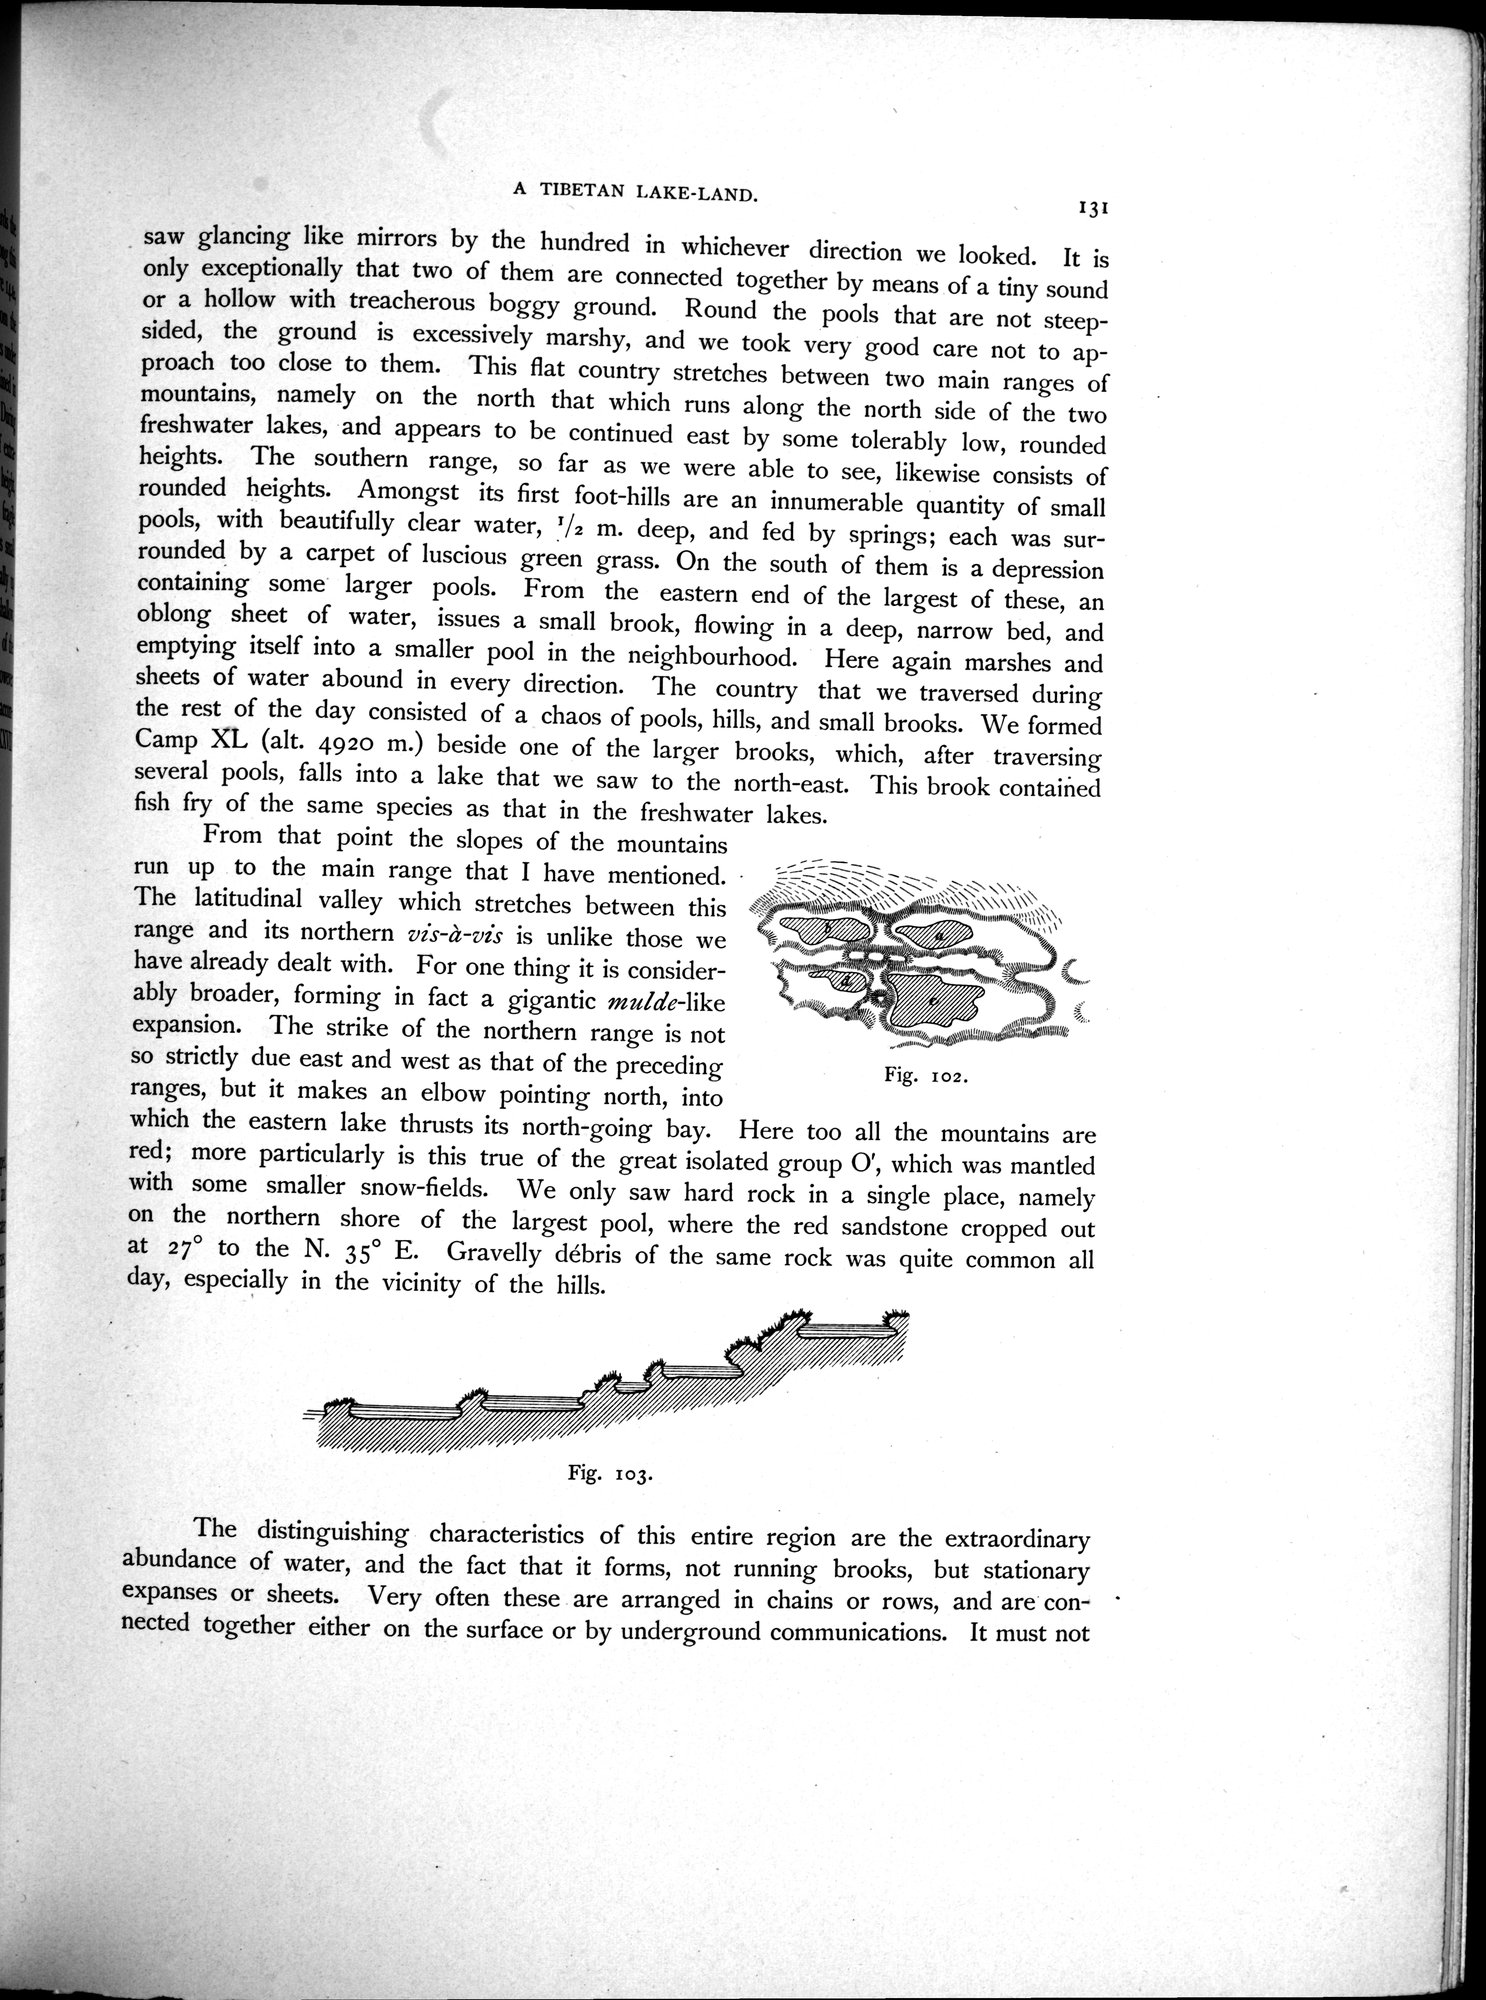 A TIBETAN LAKE-LAND.
131
saw glancing like mirrors by the hundred in whichever direction we looked. It is
only exceptionally that two of them are connected together by means of a tiny sound
or a hollow with treacherous boggy ground. Round the pools that are not steep-
sided, the ground is excessively marshy, and we took very good care not to ap-
proach too close to them. This flat country stretches between two main ranges of
mountains, namely on the north that which runs along the north side of the two
freshwater lakes, and appears to be continued east by some tolerably low, rounded
heights. The southern range, so far as we were able to see, likewise consists of
rounded heights. Amongst its first foot-hills are an innumerable quantity of small
pools, with beautifully clear water, 1/2 m. deep, and fed by springs; each was sur-
rounded by a carpet of luscious green grass. On the south of them is a depression
containing some larger pools. From the eastern end of the largest of these, an
oblong sheet of water, issues a small brook, flowing in a deep, narrow bed, and
emptying itself into a smaller pool in the neighbourhood. Here again marshes and
sheets of water abound in every direction. The country that we traversed during
the rest of the day consisted of a chaos of pools, hills, and small brooks. We formed
Camp XL (alt. 4920 m.) beside one of the larger brooks, which, after traversing
several pools, falls into a lake that we saw to the north-east. This brook contained
fish fry of the same species as that in the freshwater lakes.
From that point the slopes of the mountains
run up to the main range that I have mentioned.
The latitudinal valley which stretches between this
range and its northern vis-à-vis is unlike those we
have already dealt with. For one thing it is consider-
ably broader, forming in fact a gigantic mulde-like
expansion. The strike of the northern range is not
so strictly due east and west as that of the preceding
ranges, but it makes an elbow pointing north, into
b
a
d
c
Fig. 102.
which the eastern lake thrusts its north-going bay. Here too all the mountains are
red; more particularly is this true of the great isolated group O', which was mantled
with some smaller snow-fields. We only saw hard rock in a single place, namely
on the northern shore of the largest pool, where the red sandstone cropped out
at 27° to the N. 35° E. Gravelly débris of the same rock was quite common all
day, especially in the vicinity of the hills.
Fig. 103.
The distinguishing characteristics of this entire region are the extraordinary
abundance of water, and the fact that it forms, not running brooks, but stationary
expanses or sheets. Very often these are arranged in chains or rows, and are con-
nected together either on the surface or by underground communications. It must not